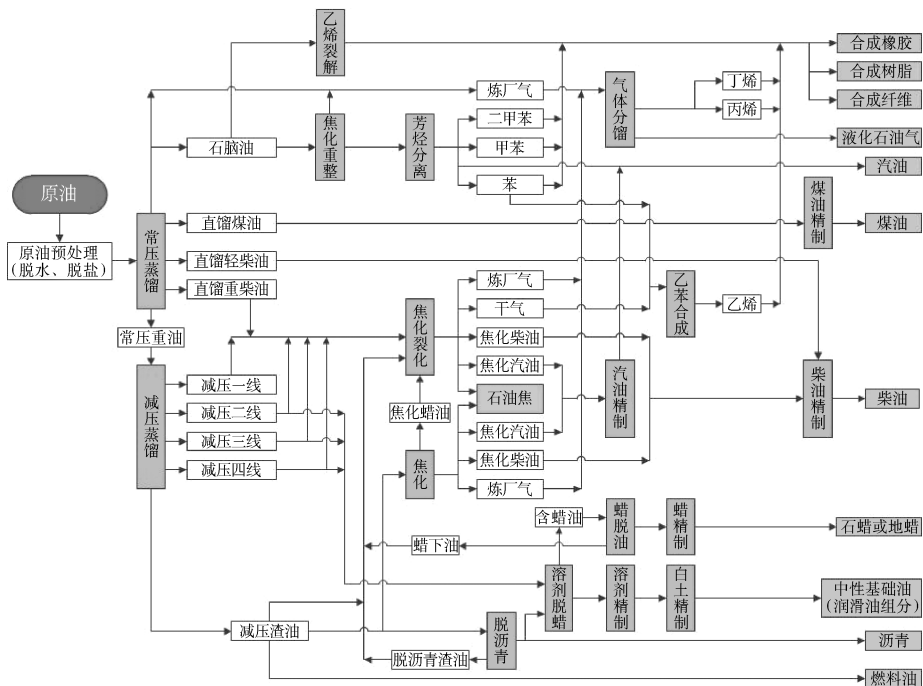 乙烯裂解
合成橡胶
合成树脂
合成纤维
炼厂气
气体分馏
丁烯
丙烯
二甲苯
焦化重整
芳烃分离
石脑油
甲苯
液化石油气
苯
汽油
原油
煤油精制
直馏煤油
煤油
原油预处理
(脱水、脱盐)
常压蒸馏
直馏轻柴油
直馏重柴油
炼厂气
干气
乙苯合成
乙烯
焦化裂化
常压重油
焦化柴油
焦化汽油
汽油精制
柴油精制
减压蒸馏
减压一线
石油焦
柴油
减压二线
焦化蜡油
焦化汽油
减压三线
焦化柴油
减压四线
焦化
炼厂气
含蜡油
蜡脱油
蜡精制
石蜡或地蜡
蜡下油
溶剂脱蜡
溶剂精制
白土精制
中性基础油
(润滑油组分)
减压渣油
脱沥青
沥青
脱沥青渣油
燃料油